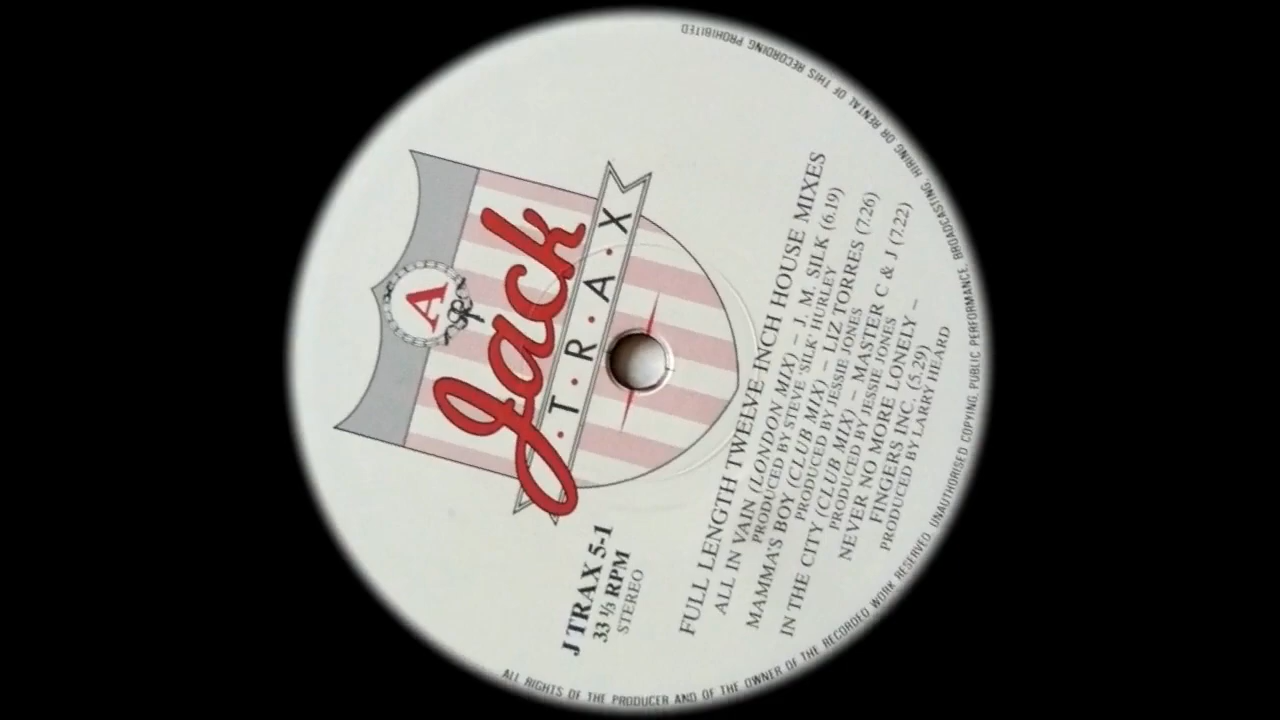 A
Jack
T·R·A·X
J TRAX 5-1
33 ⅓ RPM
STEREO
FULL LENGTH TWELVE INCH HOUSE MIXES
ALL IN VAIN (LONDON MIX) – J. M. SILK (6.19)
PRODUCED BY STEVE 'SILK' HURLEY
MAMMA'S BOY (CLUB MIX) – LIZ TORRES (7.26)
PRODUCED BY JESSIE JONES
IN THE CITY (CLUB MIX) – MASTER C & J (7.22)
PRODUCED BY JESSIE JONES
NEVER NO MORE LONELY –
FINGERS INC. (5.29)
PRODUCED BY LARRY HEARD
ALL RIGHTS OF THE PRODUCER AND OF THE OWNER OF THE RECORDED WORK RESERVED. UNAUTHORISED COPYING, PUBLIC PERFORMANCE, BROADCASTING, HIRING OR RENTAL OF THIS RECORDING PROHIBITED